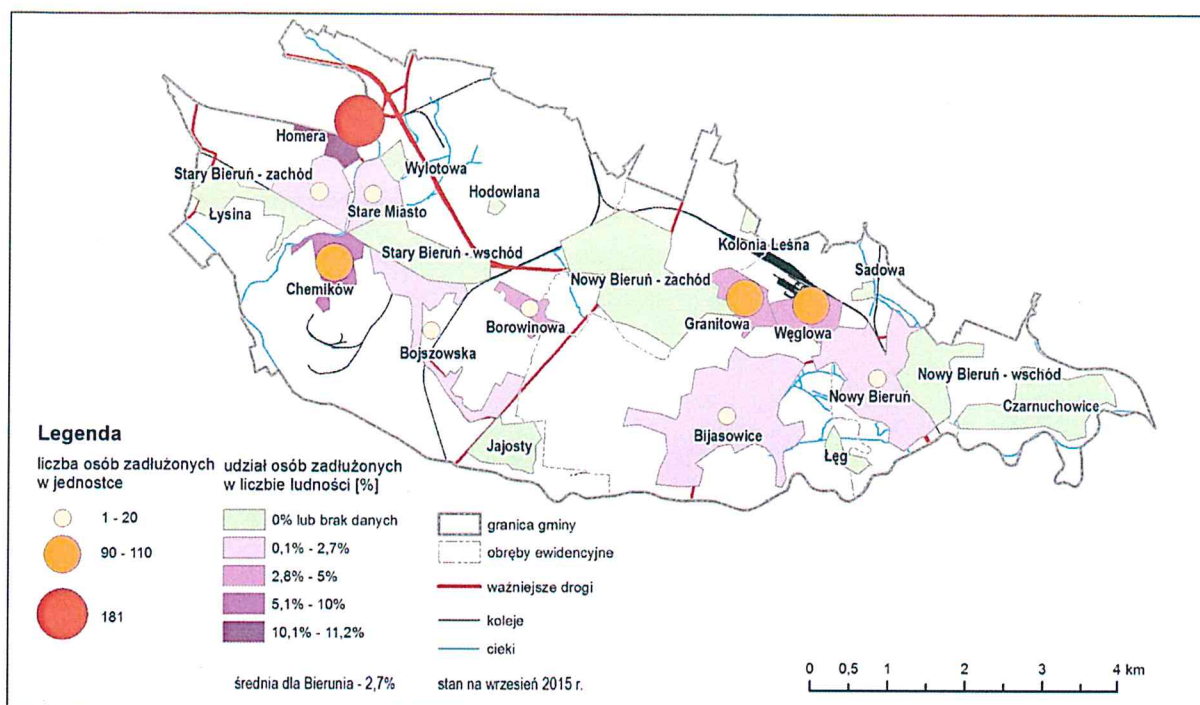 Homera
Wylotowa
Stary Bieruń - zachód
Hodowlana
Łysina
Stare Miasto
Stary Bieruń - wschód
Kolonia Leśna
Sadowa
Chemików
Nowy Bieruń - zachód
Borowinowa
Granitowa
Węglowa
Bojszowska
Nowy Bieruń - wschód
Nowy Bieruń
Czarnuchowice
Bijasowice
Jajosty
Łęg
Legenda
liczba osób zadłużonych
w jednostce
1 - 20
90 - 110
181
udział osób zadłużonych
w liczbie ludności [%]
0% lub brak danych
0,1% - 2,7%
2,8% - 5%
5,1% - 10%
10,1% - 11,2%
średnia dla Bierunia - 2,7%
granica gminy
obręby ewidencyjne
ważniejsze drogi
koleje
cieki
stan na wrzesień 2015 r.
0 0,5 1 2 3 4 km